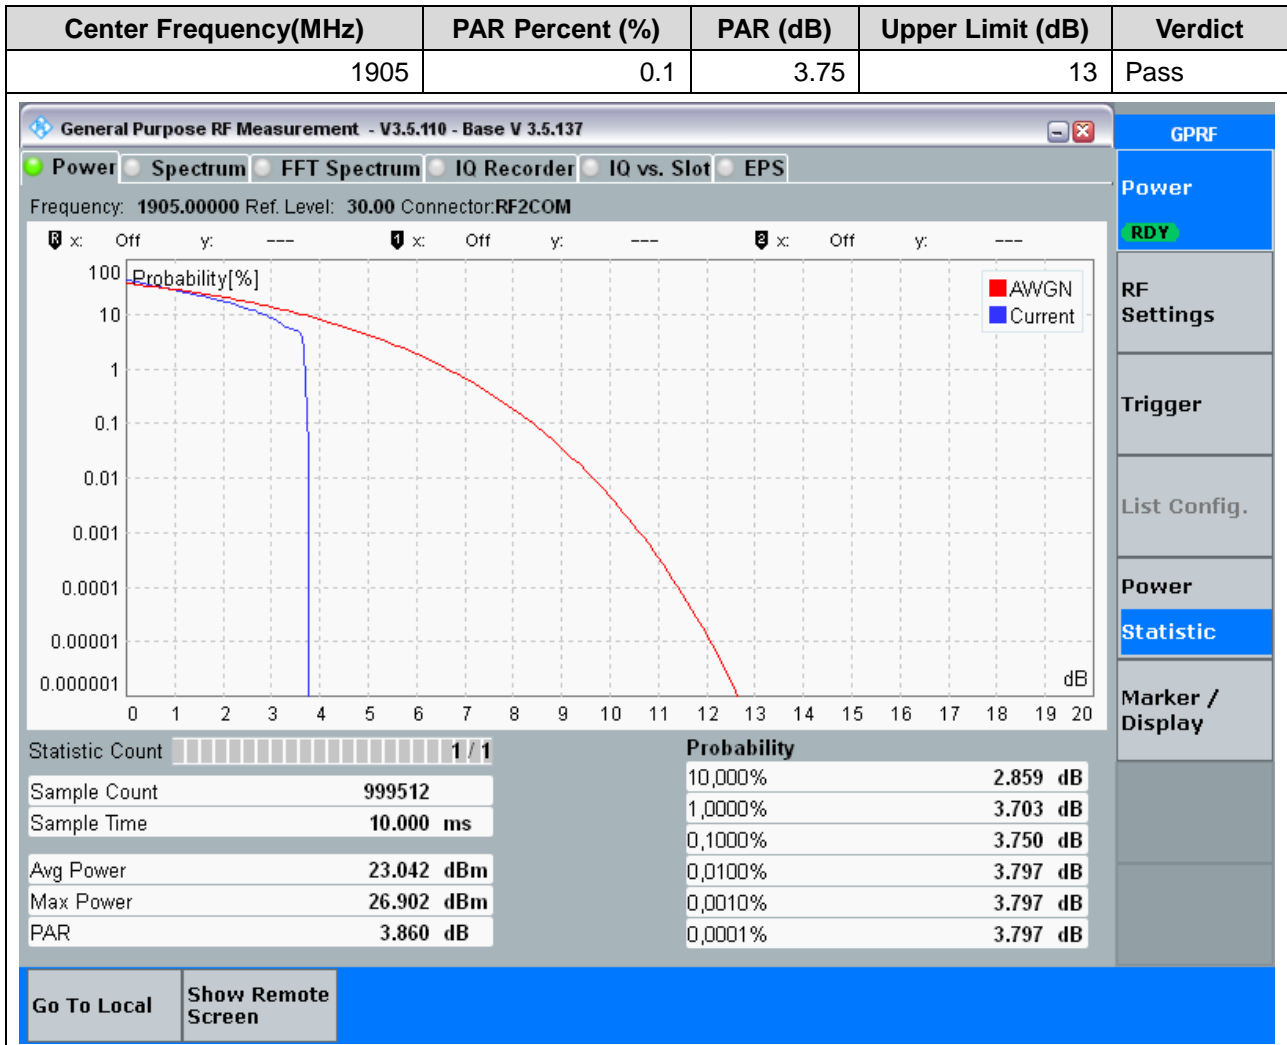 Center Frequency(MHz) PAR Percent (%) PAR (dB) Upper Limit (dB) Verdict
1905 0.1 3.75 13 Pass
General Purpose RF Measurement - V3.5.110 - Base V 3.5.137
GPRF
Power Spectrum FFT Spectrum IQ Recorder IQ vs. Slot EPS
Frequency: 1905.00000 Ref. Level: 30.00 Connector:RF2COM
R x: Off y: --- 1 x: Off y: --- 2 x: Off y: ---
Probability[%]
100
10
1
0.1
0.01
0.001
0.0001
0.00001
0.000001
AWGN
Current
dB
0 1 2 3 4 5 6 7 8 9 10 11 12 13 14 15 16 17 18 19 20
Statistic Count 1 / 1
Sample Count 999512
Sample Time 10.000 ms
Avg Power 23.042 dBm
Max Power 26.902 dBm
PAR 3.860 dB
Probability
10,000% 2.859 dB
1,0000% 3.703 dB
0,1000% 3.750 dB
0,0100% 3.797 dB
0,0010% 3.797 dB
0,0001% 3.797 dB
Power
RDY
RF
Settings
Trigger
List Config.
Power
Statistic
Marker /
Display
Go To Local
Show Remote
Screen